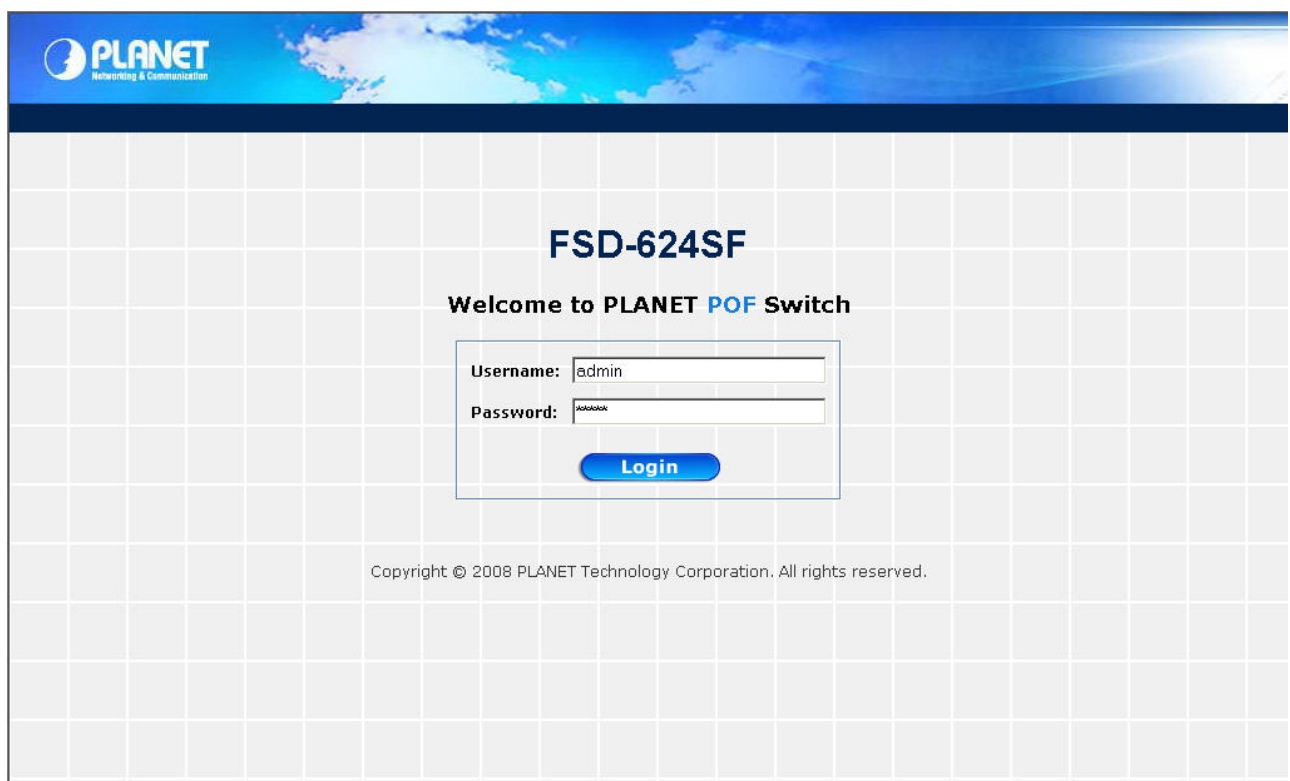 PLANET
Networking & Communication
FSD-624SF
Welcome to PLANET POF Switch
Username: admin
Password: *****
Login
Copyright © 2008 PLANET Technology Corporation. All rights reserved.